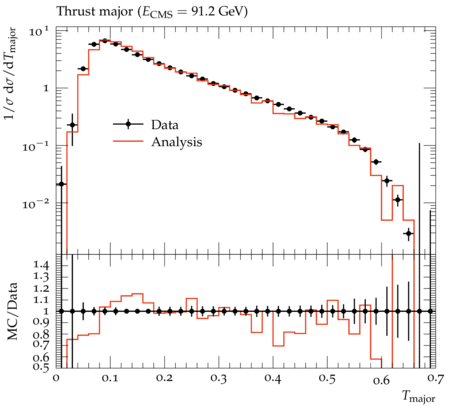 Thrust major (E_CMS = 91.2 GeV)
1/σ dσ/dT_major
10^1
1
10^−1
10^−2
Data
Analysis
MC/Data
1.4
1.3
1.2
1.1
1
0.9
0.8
0.7
0.6
0.5
0 0.1 0.2 0.3 0.4 0.5 0.6 0.7
T_major